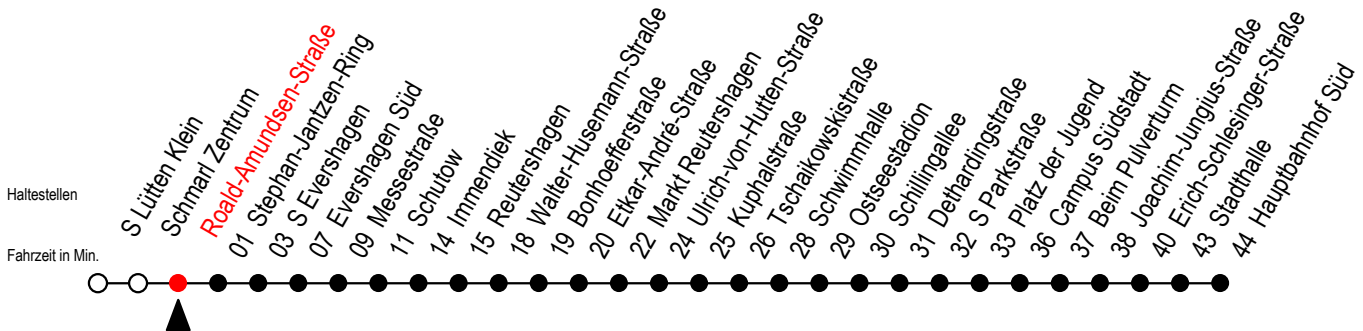 Haltestellen
Fahrzeit in Min.
S Lütten Klein
Schmarl Zentrum
Roald-Amundsen-Straße
01 Stephan-Jantzen-Ring
03 S Evershagen
07 Evershagen Süd
09 Messestraße
11 Schutow
14 Immendiek
15 Reutershagen
18 Walter-Husemann-Straße
19 Bonhoefferstraße
20 Etkar-André-Straße
22 Markt Reutershagen
24 Ulrich-von-Hutten-Straße
25 Kuphalstraße
26 Tschaikowskistraße
28 Schwimmhalle
29 Ostseestadion
30 Schillingallee
31 Dethardingstraße
32 S Parkstraße
33 Platz der Jugend
36 Campus Südstadt
37 Beim Pulverturm
38 Joachim-Jungius-Straße
40 Erich-Schlesinger-Straße
43 Stadthalle
44 Hauptbahnhof Süd